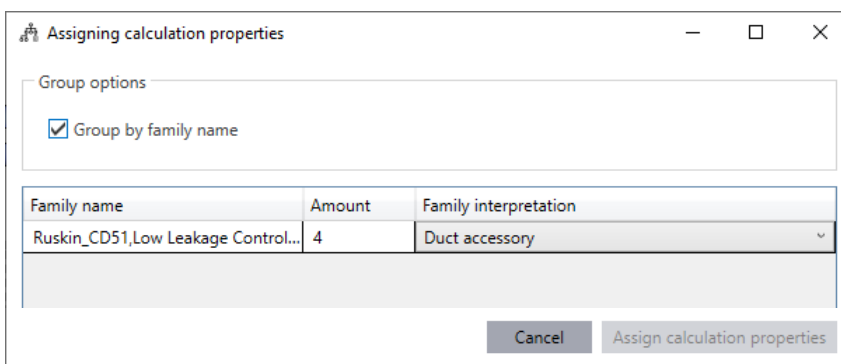 Assigning calculation properties
Group options
Group by family name
Family name Amount Family interpretation
Ruskin_CD51,Low Leakage Control... 4 Duct accessory
Cancel Assign calculation properties